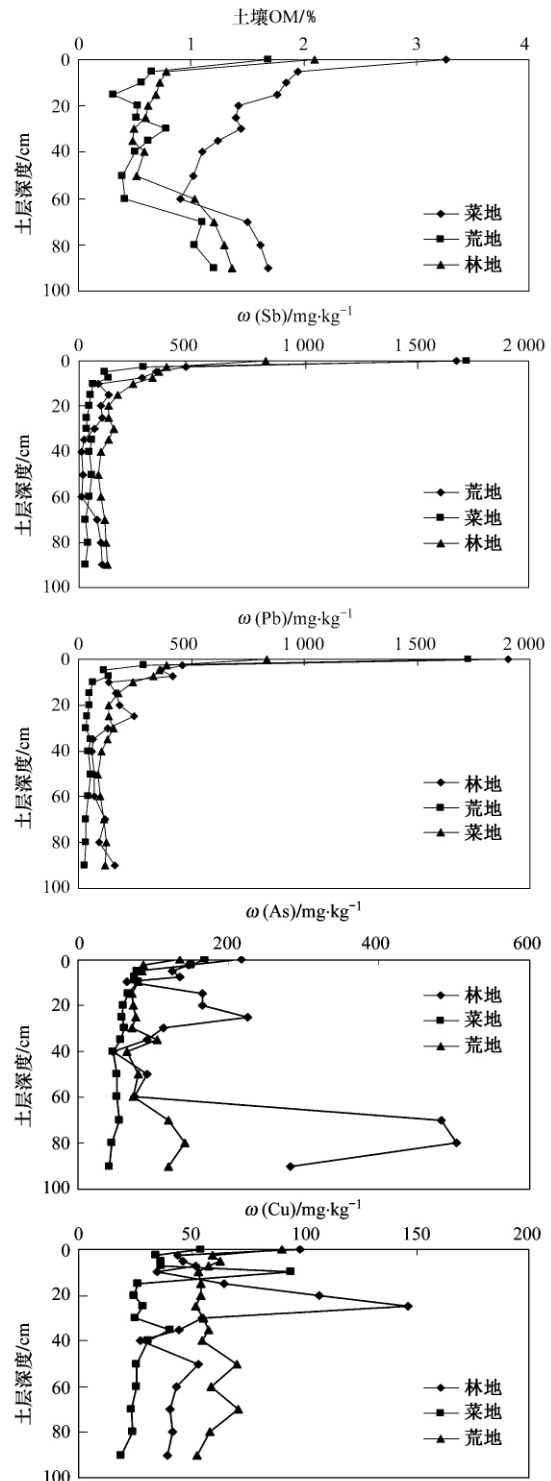 土壤OM/%
0 1 2 3 4
0
20
40
60
80
100
土层深度/cm
菜地
荒地
林地
ω(Sb)/mg·kg⁻¹
0 500 1 000 1 500 2 000
0
20
40
60
80
100
土层深度/cm
荒地
菜地
林地
ω(Pb)/mg·kg⁻¹
0 500 1 000 1 500 2 000
0
20
40
60
80
100
土层深度/cm
林地
荒地
菜地
ω(As)/mg·kg⁻¹
0 200 400 600
0
20
40
60
80
100
土层深度/cm
林地
菜地
荒地
ω(Cu)/mg·kg⁻¹
0 50 100 150 200
0
20
40
60
80
100
土层深度/cm
林地
菜地
荒地